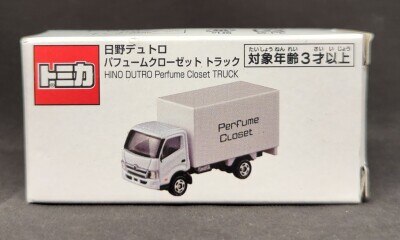 トミカ
日野デュトロ
パフュームクローゼット トラック
HINO DUTRO Perfume Closet TRUCK
たいしょうねんれい さいいじょう
対象年齢3才以上
Perfume
Closet